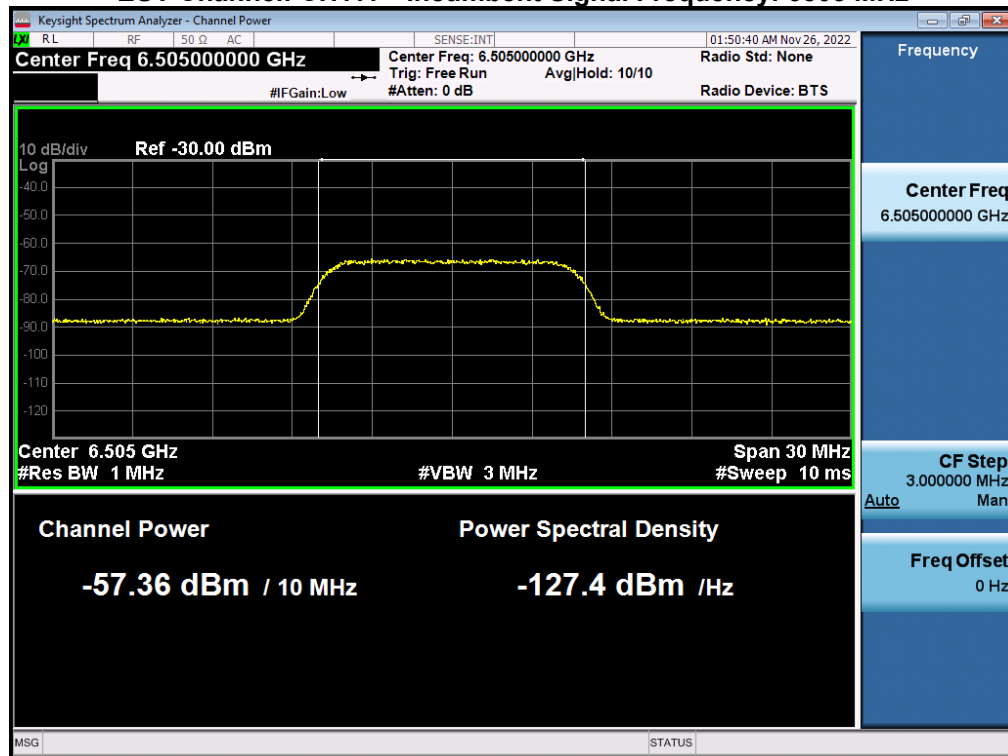 Keysight Spectrum Analyzer - Channel Power
LXI RL RF 50 Ω AC SENSE:INT 01:50:40 AM Nov 26, 2022
Center Freq 6.505000000 GHz
#IFGain:Low
Center Freq: 6.505000000 GHz
Trig: Free Run Avg|Hold: 10/10
#Atten: 0 dB
Radio Std: None
Radio Device: BTS
10 dB/div Ref -30.00 dBm
Log
-40.0
-50.0
-60.0
-70.0
-80.0
-90.0
-100
-110
-120
Center 6.505 GHz Span 30 MHz
#Res BW 1 MHz #VBW 3 MHz #Sweep 10 ms
Channel Power Power Spectral Density
-57.36 dBm / 10 MHz -127.4 dBm /Hz
MSG STATUS
Frequency
Center Freq
6.505000000 GHz
CF Step
3.000000 MHz
Auto Man
Freq Offset
0 Hz